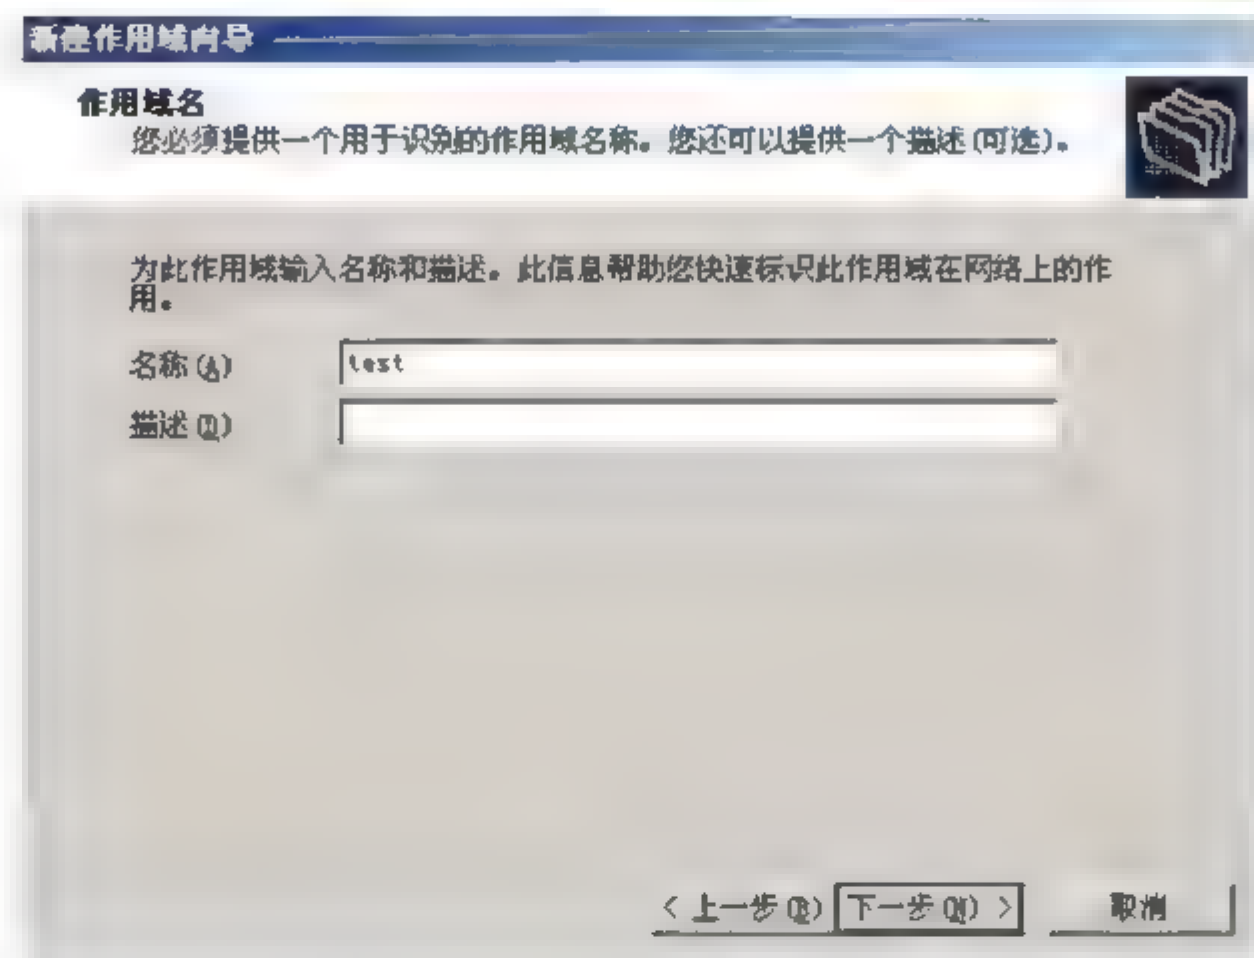 新建作用域向导
作用域名
您必须提供一个用于识别的作用域名称。您还可以提供一个描述(可选)。
为此作用域输入名称和描述。此信息帮助您快速标识此作用域在网络上的作
用。
名称(A)
test
描述(D)
< 上一步(B)
下一步(N) >
取消